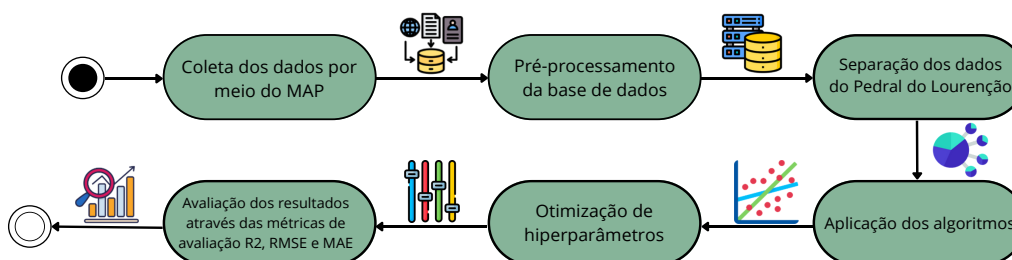 Coleta dos dados por
meio do MAP
Pré-processamento
da base de dados
Separação dos dados
do Pedral do Lourenção
Aplicação dos algoritmos
Otimização de
hiperparâmetros
Avaliação dos resultados
através das métricas de
avaliação R2, RMSE e MAE